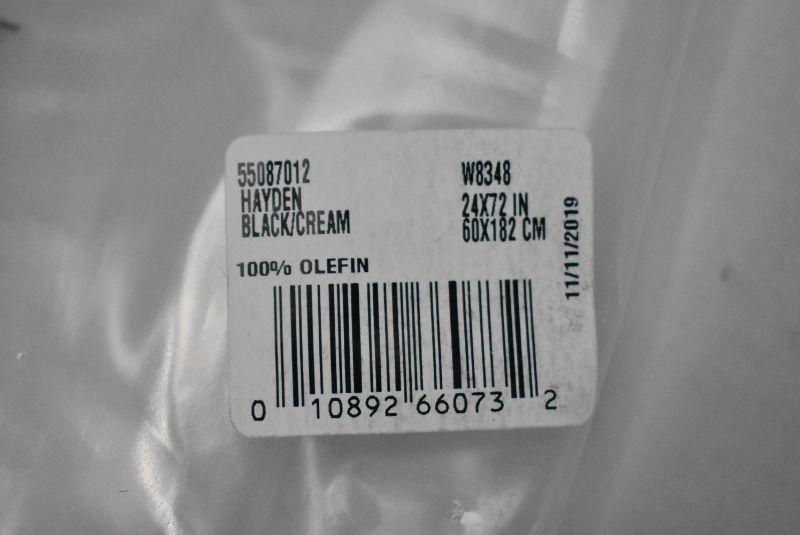 55087012 W8348
HAYDEN 24X72 IN
BLACK/CREAM 60X182 CM
11/11/2019
100% OLEFIN
0 10892 66073 2